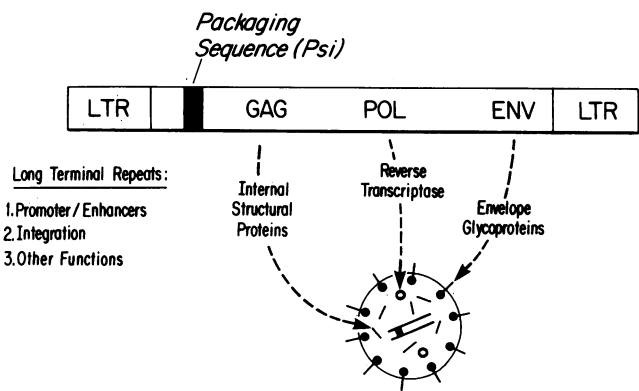 Packaging
Sequence (Psi)
LTR GAG POL ENV LTR
Long Terminal Repeats:
1. Promoter/Enhancers
2. Integration
3. Other Functions
Internal
Structural
Proteins
Reverse
Transcriptase
Envelope
Glycoproteins